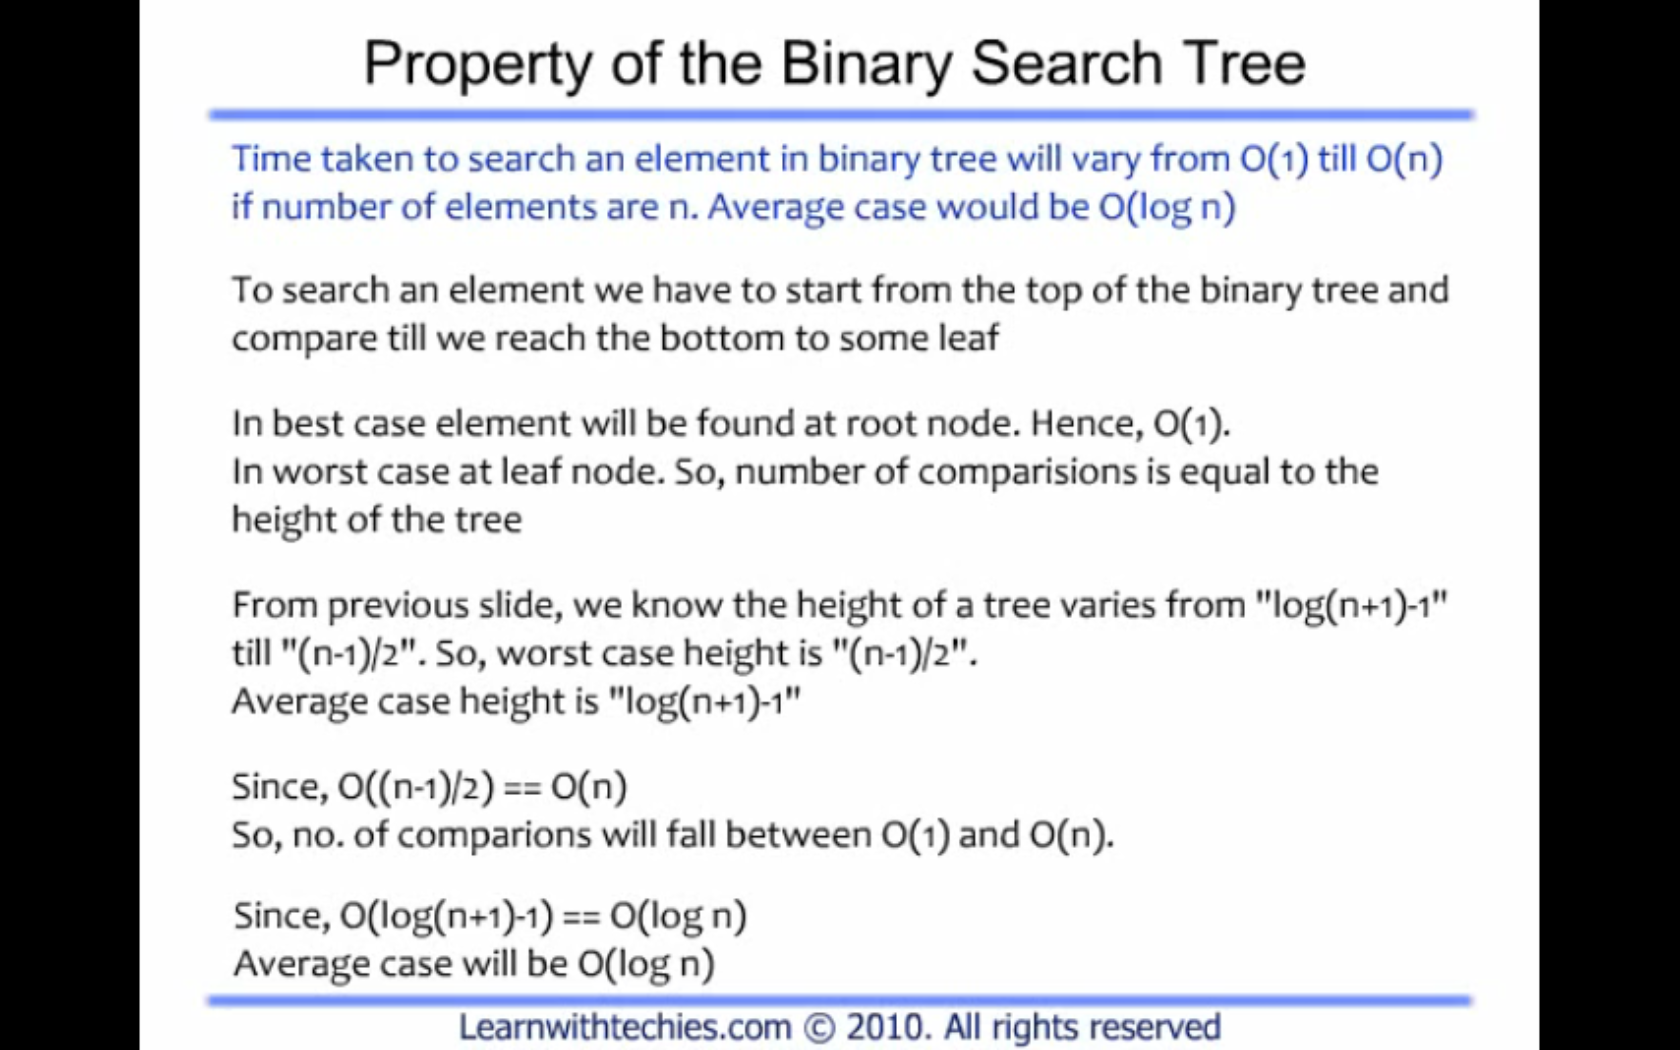 Property of the Binary Search Tree
Time taken to search an element in binary tree will vary from O(1) till O(n)
if number of elements are n. Average case would be O(log n)
To search an element we have to start from the top of the binary tree and
compare till we reach the bottom to some leaf
In best case element will be found at root node. Hence, O(1).
In worst case at leaf node. So, number of comparisions is equal to the
height of the tree
From previous slide, we know the height of a tree varies from "log(n+1)-1"
till "(n-1)/2". So, worst case height is "(n-1)/2".
Average case height is "log(n+1)-1"
Since, O((n-1)/2) == O(n)
So, no. of comparions will fall between O(1) and O(n).
Since, O(log(n+1)-1) == O(log n)
Average case will be O(log n)
Learnwithtechies.com © 2010. All rights reserved